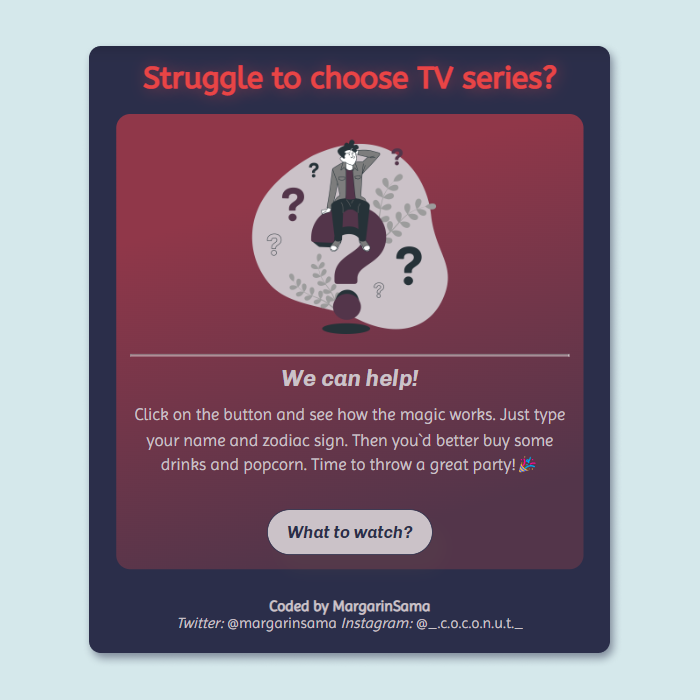 Struggle to choose TV series?
? ?
?
? ?
?
?
We can help!
Click on the button and see how the magic works. Just type
your name and zodiac sign. Then you`d better buy some
drinks and popcorn. Time to throw a great party! 🎉
What to watch?
Coded by MargarinSama
Twitter: @margarinsama Instagram: @_.c.o.c.o.n.u.t._